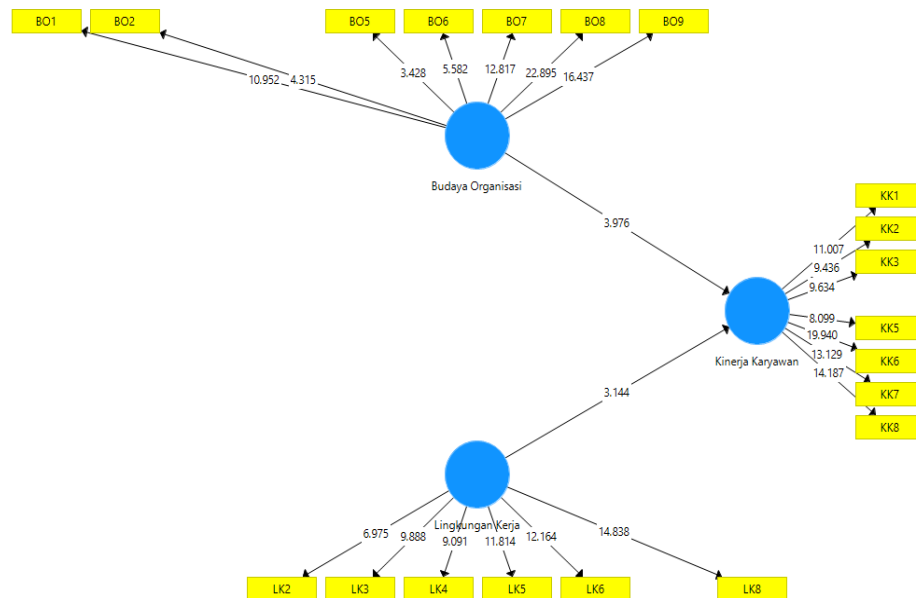 BO1
BO2
BO5
BO6
BO7
BO8
BO9
10.952
4.315
3.428
5.582
12.817
22.895
16.437
Budaya Organisasi
3.976
KK1
KK2
KK3
11.007
9.436
9.634
8.099
19.940
13.129
14.187
KK5
KK6
KK7
KK8
Kinerja Karyawan
3.144
Lingkungan Kerja
6.975
9.888
9.091
11.814
12.164
14.838
LK2
LK3
LK4
LK5
LK6
LK8